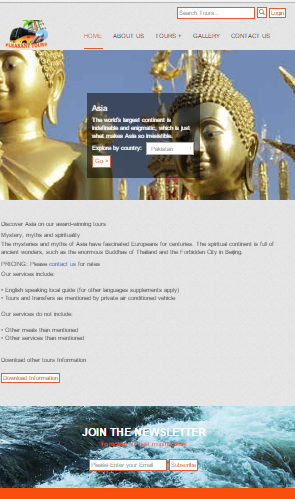 Search Tours..
Login
PLEASANT TOURS
HOME
ABOUT US
TOURS +
GALLERY
CONTACT US
Asia
The world's largest continent is
indefinable and enigmatic, which is just
what makes Asia so irresistible.
Explore by country: Pakistan
Go >
Discover Asia on our award-winning tours
Mystery, myths and spirituality
The mysteries and myths of Asia have fascinated Europeans for centuries. The spiritual continent is full of
ancient wonders, such as the enormous Buddhas of Thailand and the Forbidden City in Beijing.
PRICING: Please contact us for rates
Our services include:
• English speaking local guide (for other languages supplements apply)
• Tours and transfers as mentioned by private air conditioned vehicle
Our services do not include:
• Other meals than mentioned
• Other services than mentioned
Download other tours Information
Download Information
JOIN THE NEWSLETTER
Please Enter your Email
Subscribe